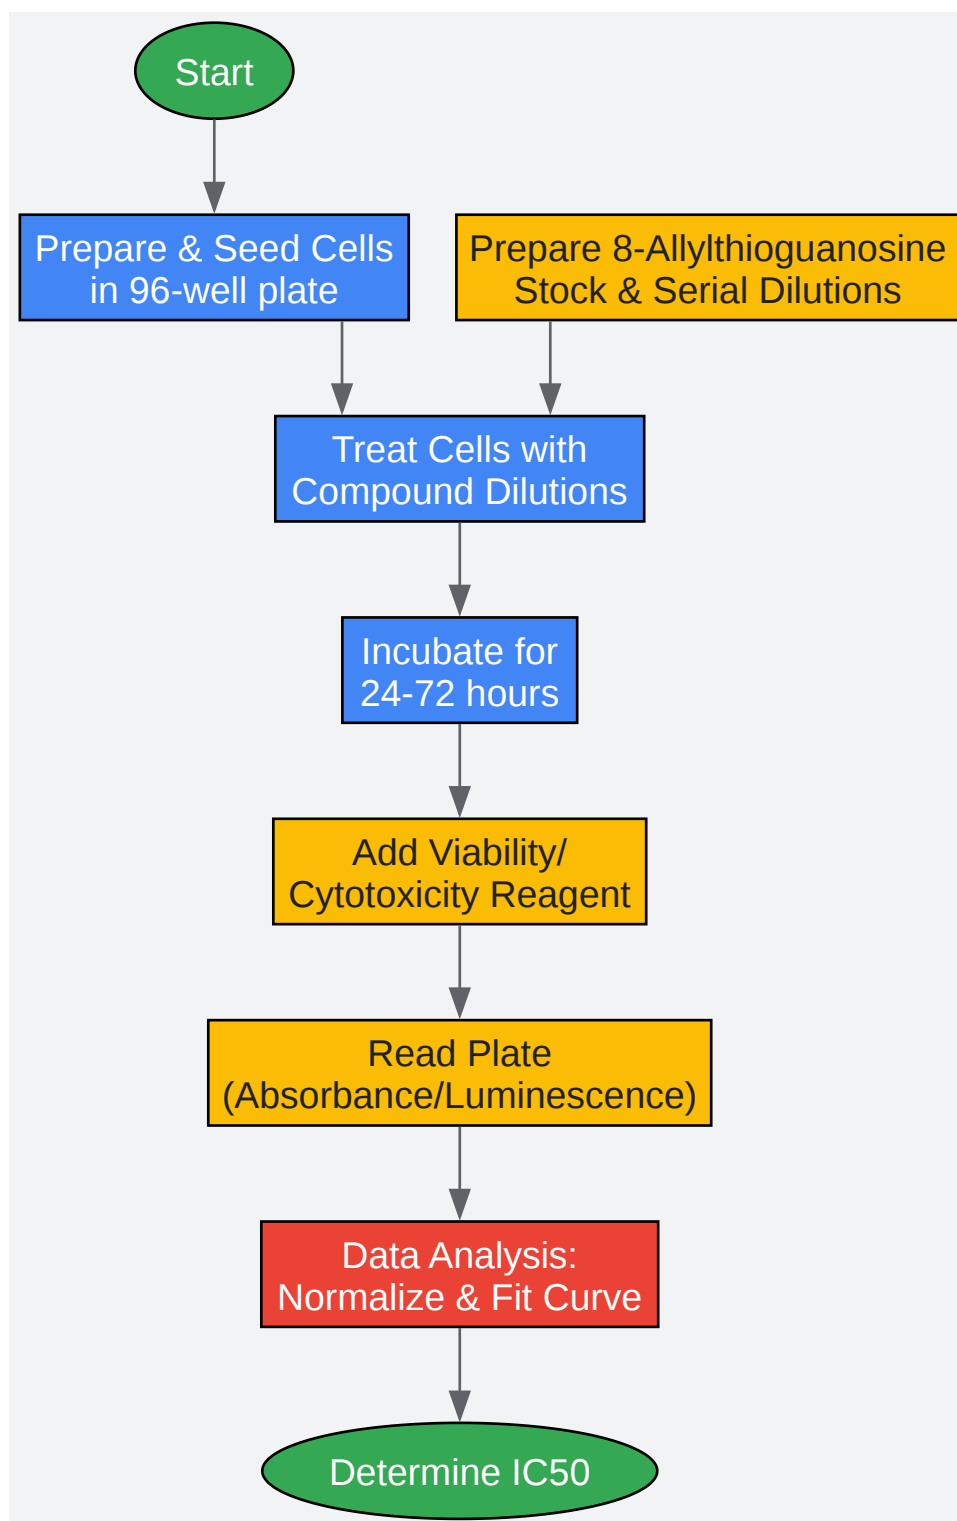 Start
Prepare & Seed Cells
in 96-well plate
Prepare 8-Allylthioguanosine
Stock & Serial Dilutions
Treat Cells with
Compound Dilutions
Incubate for
24-72 hours
Add Viability/
Cytotoxicity Reagent
Read Plate
(Absorbance/Luminescence)
Data Analysis:
Normalize & Fit Curve
Determine IC50